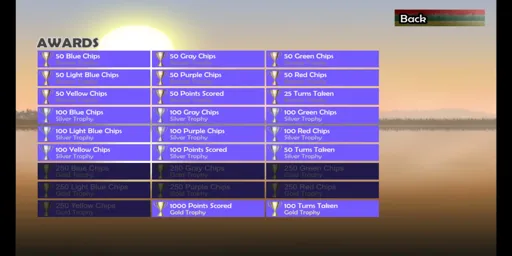 Back
AWARDS
50 Blue Chips
50 Gray Chips
50 Green Chips
50 Light Blue Chips
50 Purple Chips
50 Red Chips
50 Yellow Chips
50 Points Scored
25 Turns Taken
100 Blue Chips
Silver Trophy
100 Gray Chips
Silver Trophy
100 Green Chips
Silver Trophy
100 Light Blue Chips
Silver Trophy
100 Purple Chips
Silver Trophy
100 Red Chips
Silver Trophy
100 Yellow Chips
Silver Trophy
100 Points Scored
Silver Trophy
50 Turns Taken
Silver Trophy
250 Blue Chips
Gold Trophy
250 Gray Chips
Gold Trophy
250 Green Chips
Gold Trophy
250 Light Blue Chips
Gold Trophy
250 Purple Chips
Gold Trophy
250 Red Chips
Gold Trophy
250 Yellow Chips
Gold Trophy
1000 Points Scored
Gold Trophy
100 Turns Taken
Gold Trophy